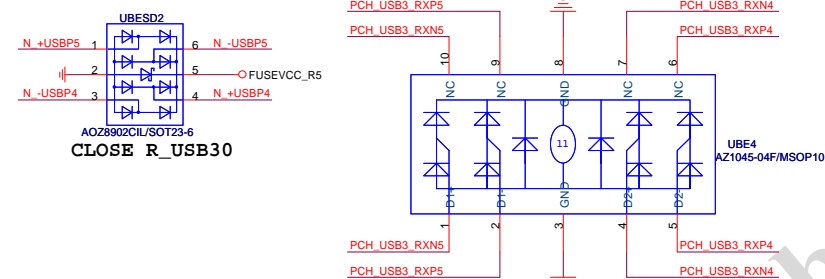 UBESD2
N_+USBP5 1 6 N_-USBP5
2 5 FUSEVCC_R5
N_-USBP4 3 4 N_+USBP4
AOZ8902CIL/SOT23-6
CLOSE R_USB30
PCH_USB3_RXP5 PCH_USB3_RXN4
PCH_USB3_RXN5 PCH_USB3_RXP4
10 9 8 7 6
NC NC GND NC NC
11
UBE4
AZ1045-04F/MSOP10
D1+ D1- GND D2+ D2-
1 2 3 4 5
PCH_USB3_RXN5 PCH_USB3_RXP4
PCH_USB3_RXP5 PCH_USB3_RXN4